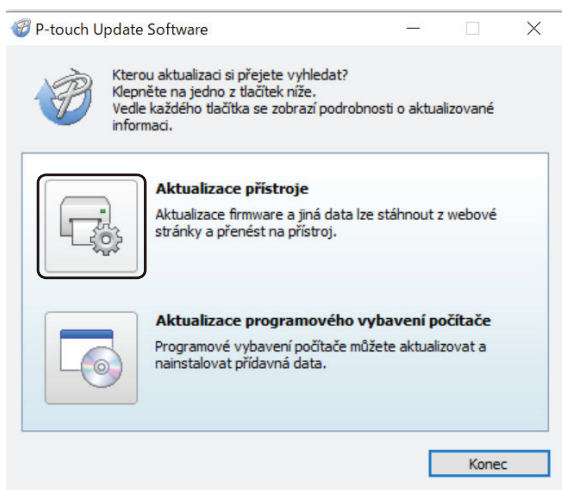 P-touch Update Software
Kterou aktualizaci si přejete vyhledat?
Klepněte na jedno z tlačítek níže.
Vedle každého tlačítka se zobrazí podrobnosti o aktualizované
informaci.
Aktualizace přístroje
Aktualizace firmware a jiná data lze stáhnout z webové
stránky a přenést na přístroj.
Aktualizace programového vybavení počítače
Programové vybavení počítače můžete aktualizovat a
nainstalovat přídavná data.
Konec